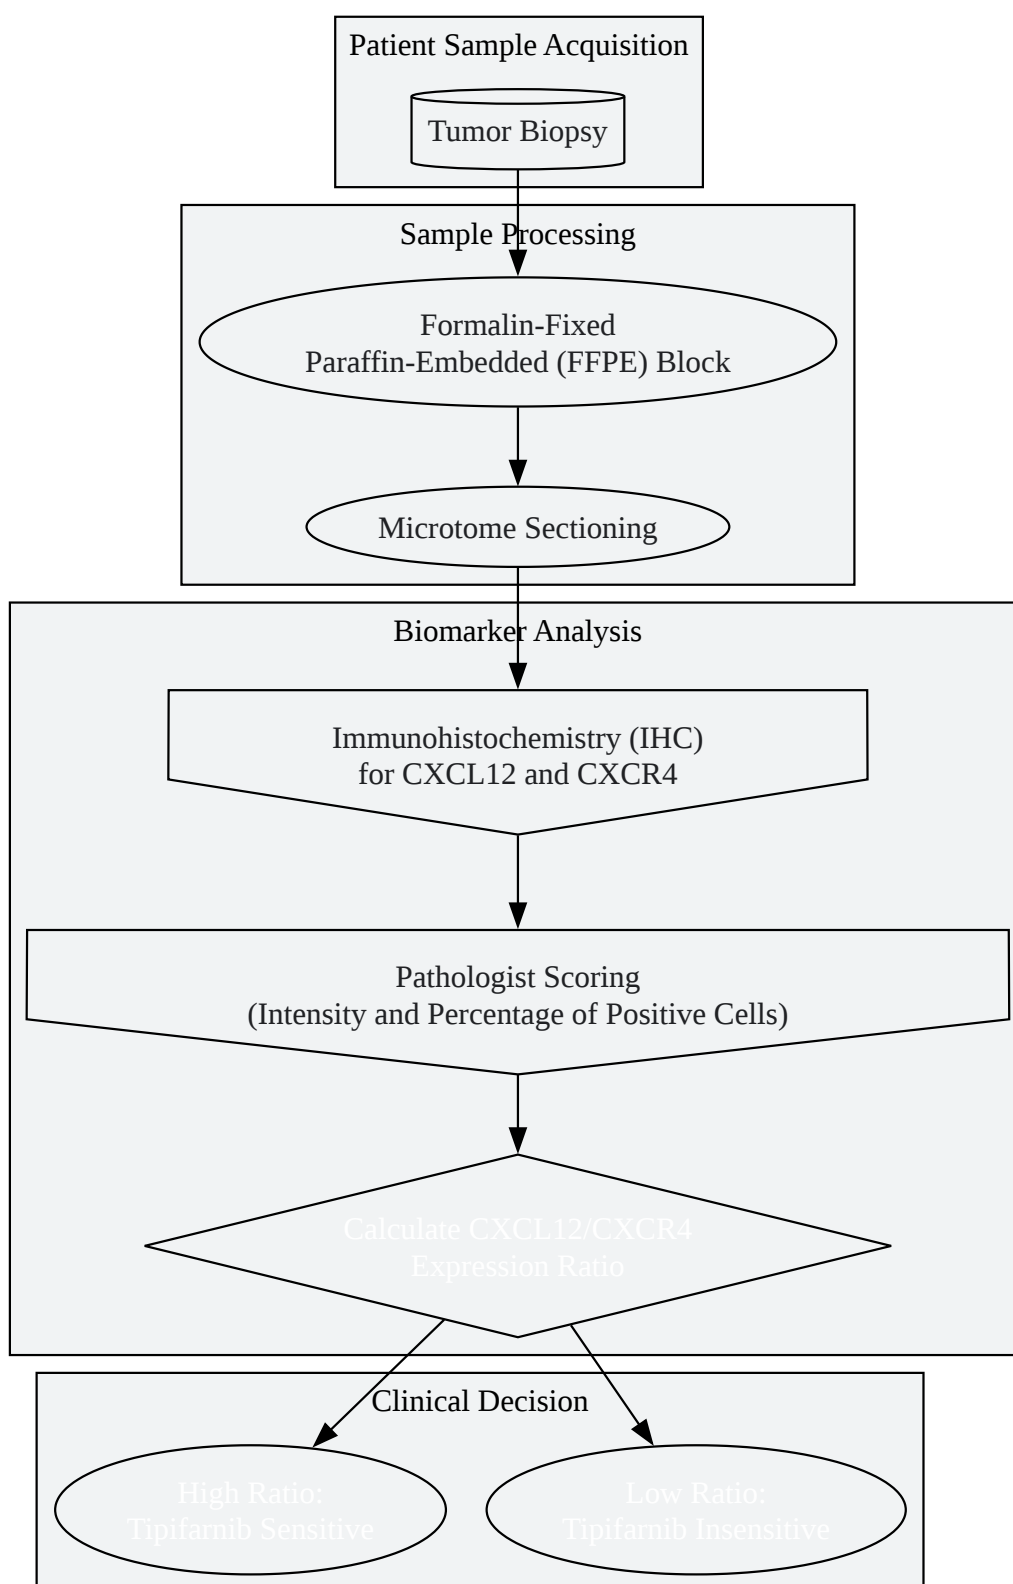 Patient Sample Acquisition
Tumor Biopsy
Sample Processing
Formalin-Fixed
Paraffin-Embedded (FFPE) Block
Microtome Sectioning
Biomarker Analysis
Immunohistochemistry (IHC)
for CXCL12 and CXCR4
Pathologist Scoring
(Intensity and Percentage of Positive Cells)
Calculate CXCL12/CXCR4
Expression Ratio
Clinical Decision
High Ratio:
Tipifarnib Sensitive
Low Ratio:
Tipifarnib Insensitive